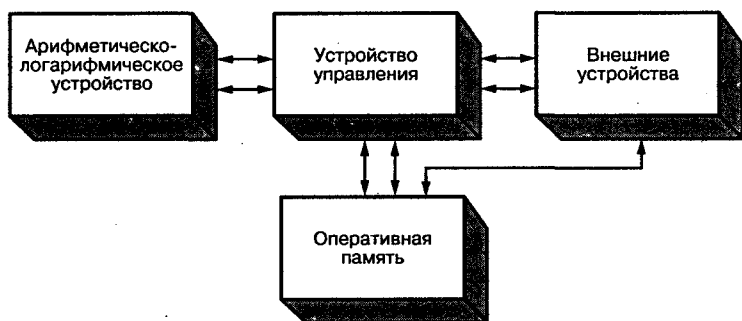 Арифметическо-
логарифмическое
устройство
Устройство
управления
Внешние
устройства
Оперативная
память